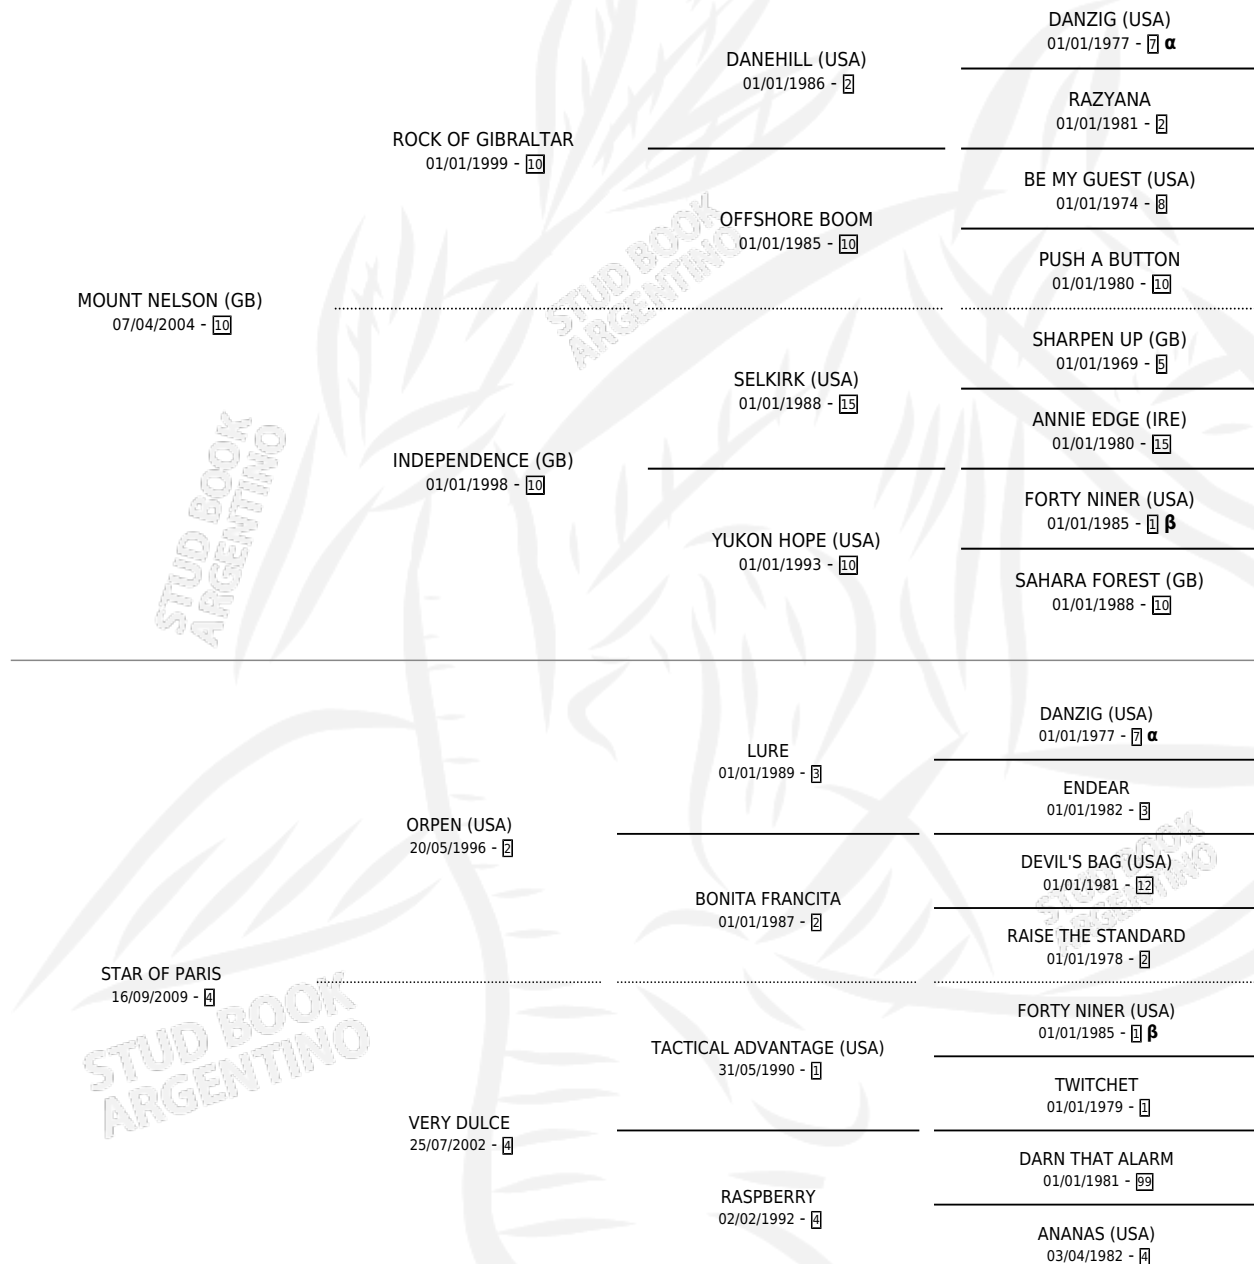 DANZIG (USA)
01/01/1977 - 7 α
DANEHILL (USA)
01/01/1986 - 2
RAZYANA
01/01/1981 - 2
ROCK OF GIBRALTAR
01/01/1999 - 10
BE MY GUEST (USA)
01/01/1974 - 8
OFFSHORE BOOM
01/01/1985 - 10
PUSH A BUTTON
01/01/1980 - 10
MOUNT NELSON (GB)
07/04/2004 - 10
SHARPEN UP (GB)
01/01/1969 - 5
SELKIRK (USA)
01/01/1988 - 15
ANNIE EDGE (IRE)
01/01/1980 - 15
INDEPENDENCE (GB)
01/01/1998 - 10
FORTY NINER (USA)
01/01/1985 - 1 β
YUKON HOPE (USA)
01/01/1993 - 10
SAHARA FOREST (GB)
01/01/1988 - 10
DANZIG (USA)
01/01/1977 - 7 α
LURE
01/01/1989 - 3
ENDEAR
01/01/1982 - 3
ORPEN (USA)
20/05/1996 - 2
DEVIL'S BAG (USA)
01/01/1981 - 12
BONITA FRANCITA
01/01/1987 - 2
RAISE THE STANDARD
01/01/1978 - 2
STAR OF PARIS
16/09/2009 - 4
FORTY NINER (USA)
01/01/1985 - 1 β
TACTICAL ADVANTAGE (USA)
31/05/1990 - 1
TWITCHET
01/01/1979 - 1
VERY DULCE
25/07/2002 - 4
DARN THAT ALARM
01/01/1981 - 99
RASPBERRY
02/02/1992 - 4
ANANAS (USA)
03/04/1982 - 4
STUD BOOK
ARGENTINO
STUD BOOK
ARGENTINO
STUD BOOK
ARGENTINO
STUD BOOK
ARGENTINO